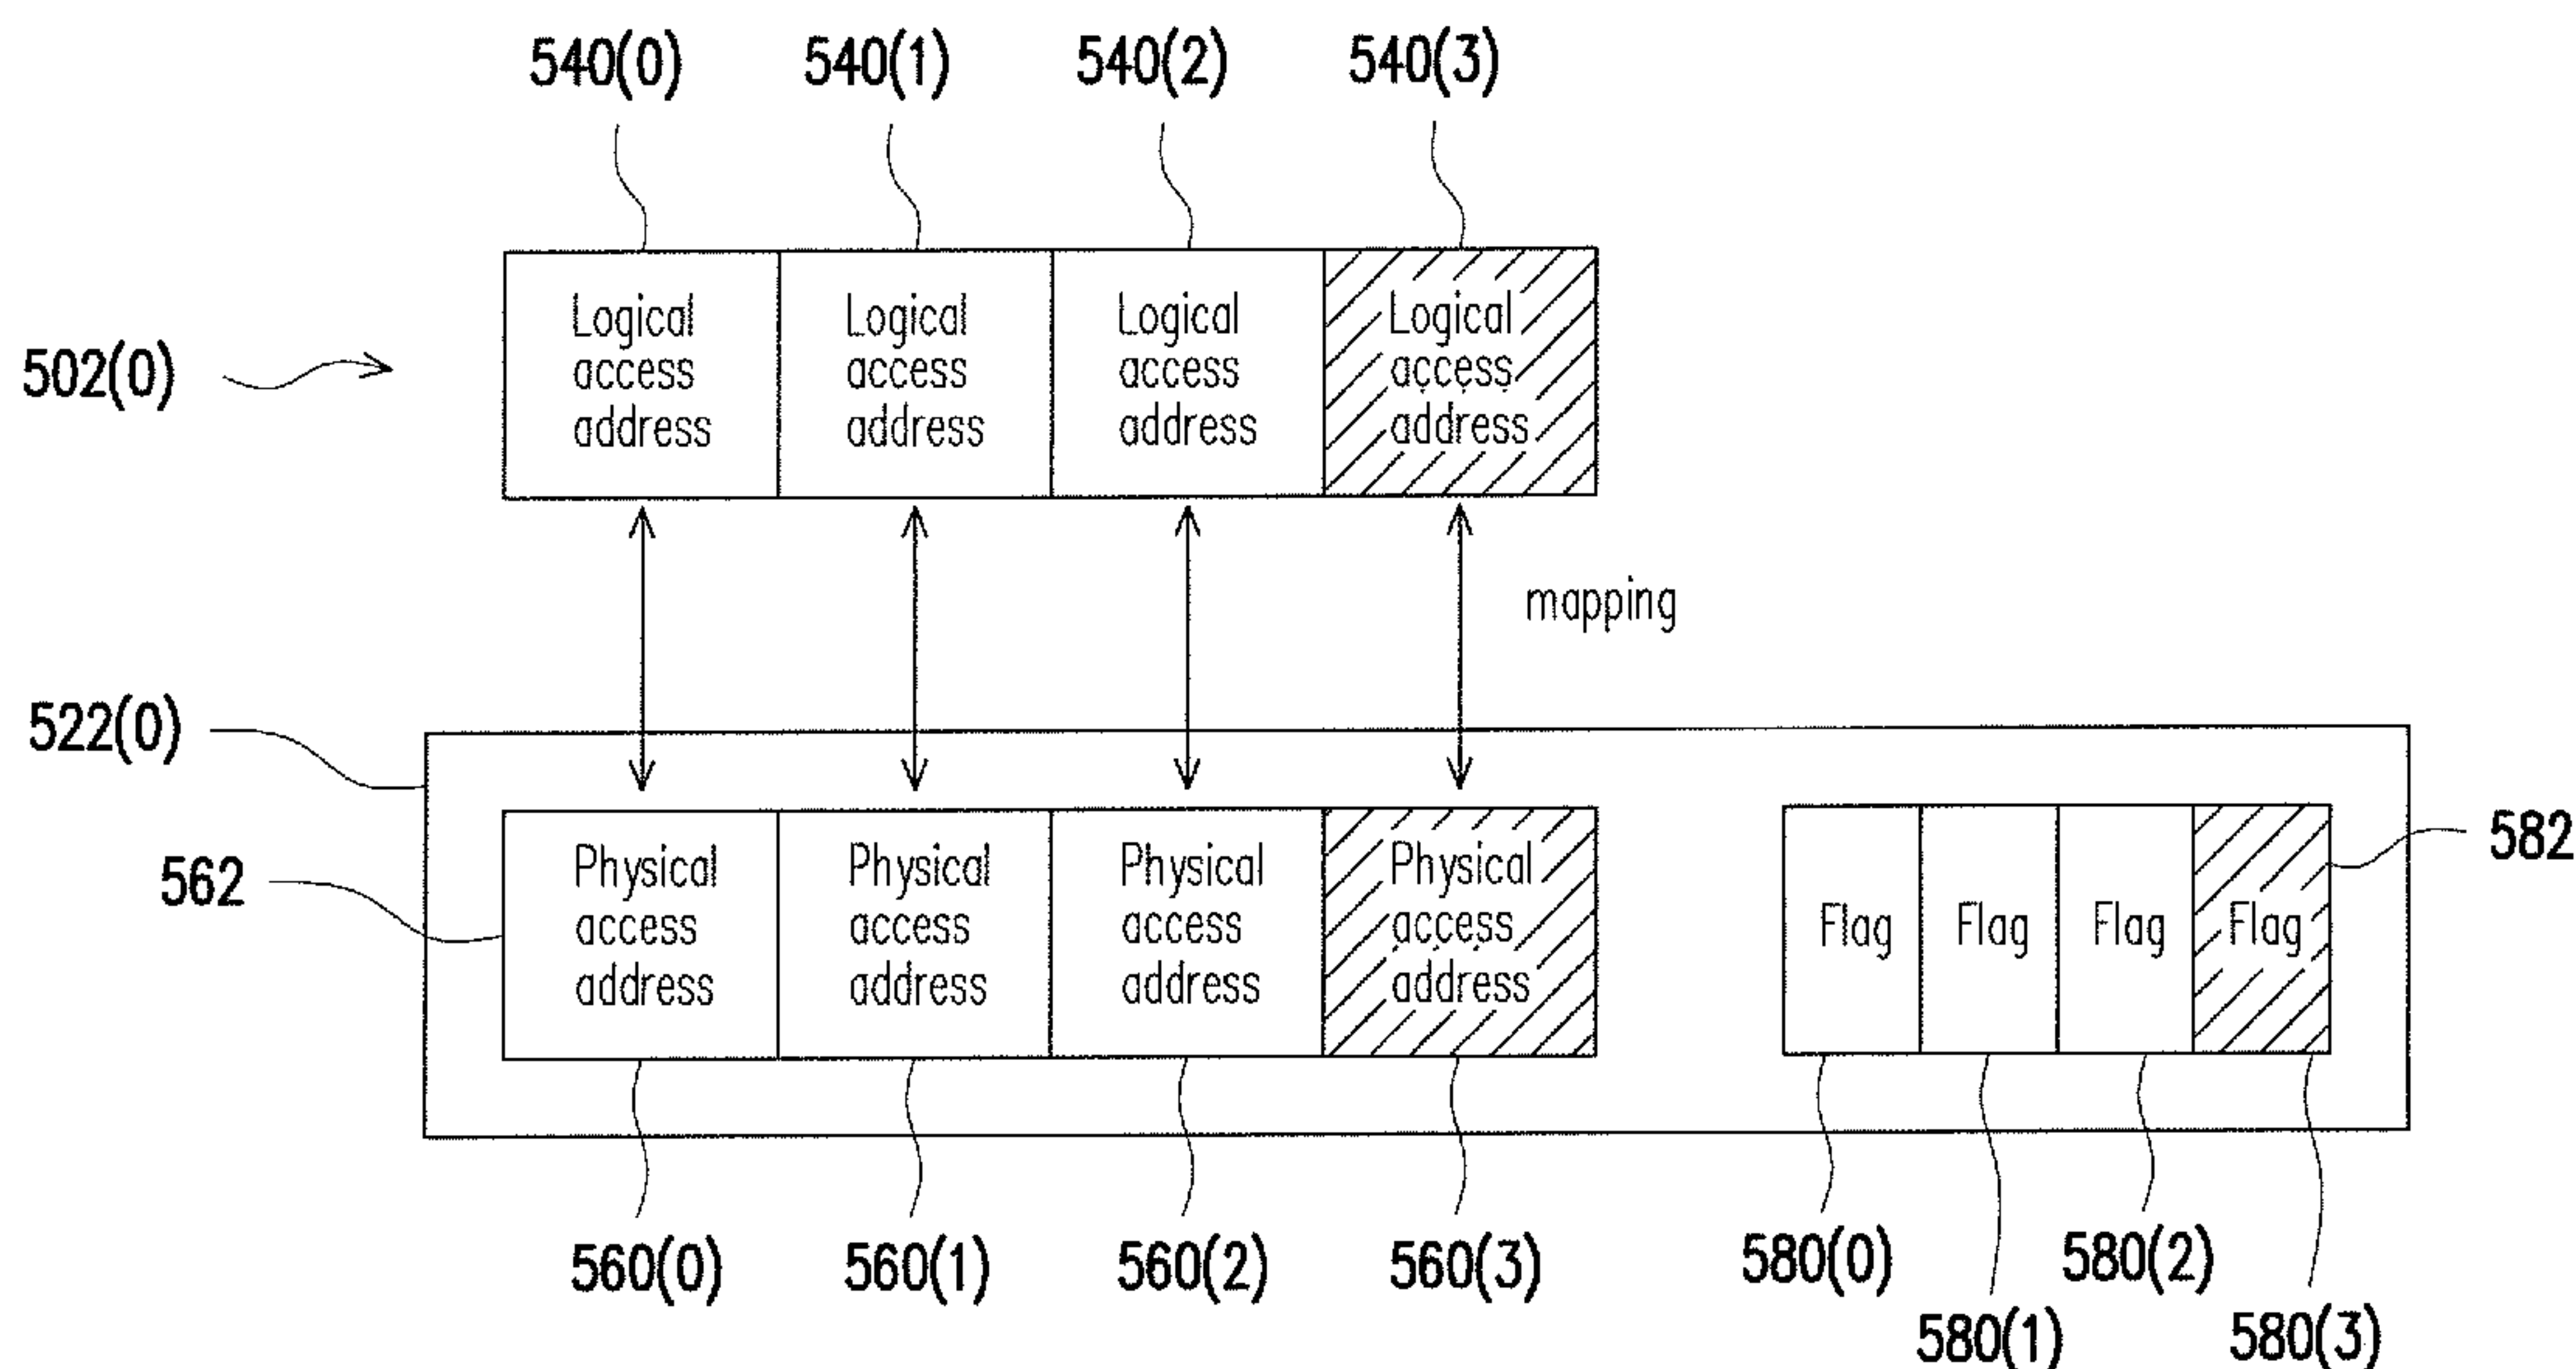 540(0) 540(1) 540(2) 540(3)
502(0)
Logical
access
address
Logical
access
address
Logical
access
address
Logical
access
address
mapping
522(0)
562
Physical
access
address
Physical
access
address
Physical
access
address
Physical
access
address
Flag Flag Flag Flag
582
560(0) 560(1) 560(2) 560(3)
580(0) 580(2)
580(1) 580(3)